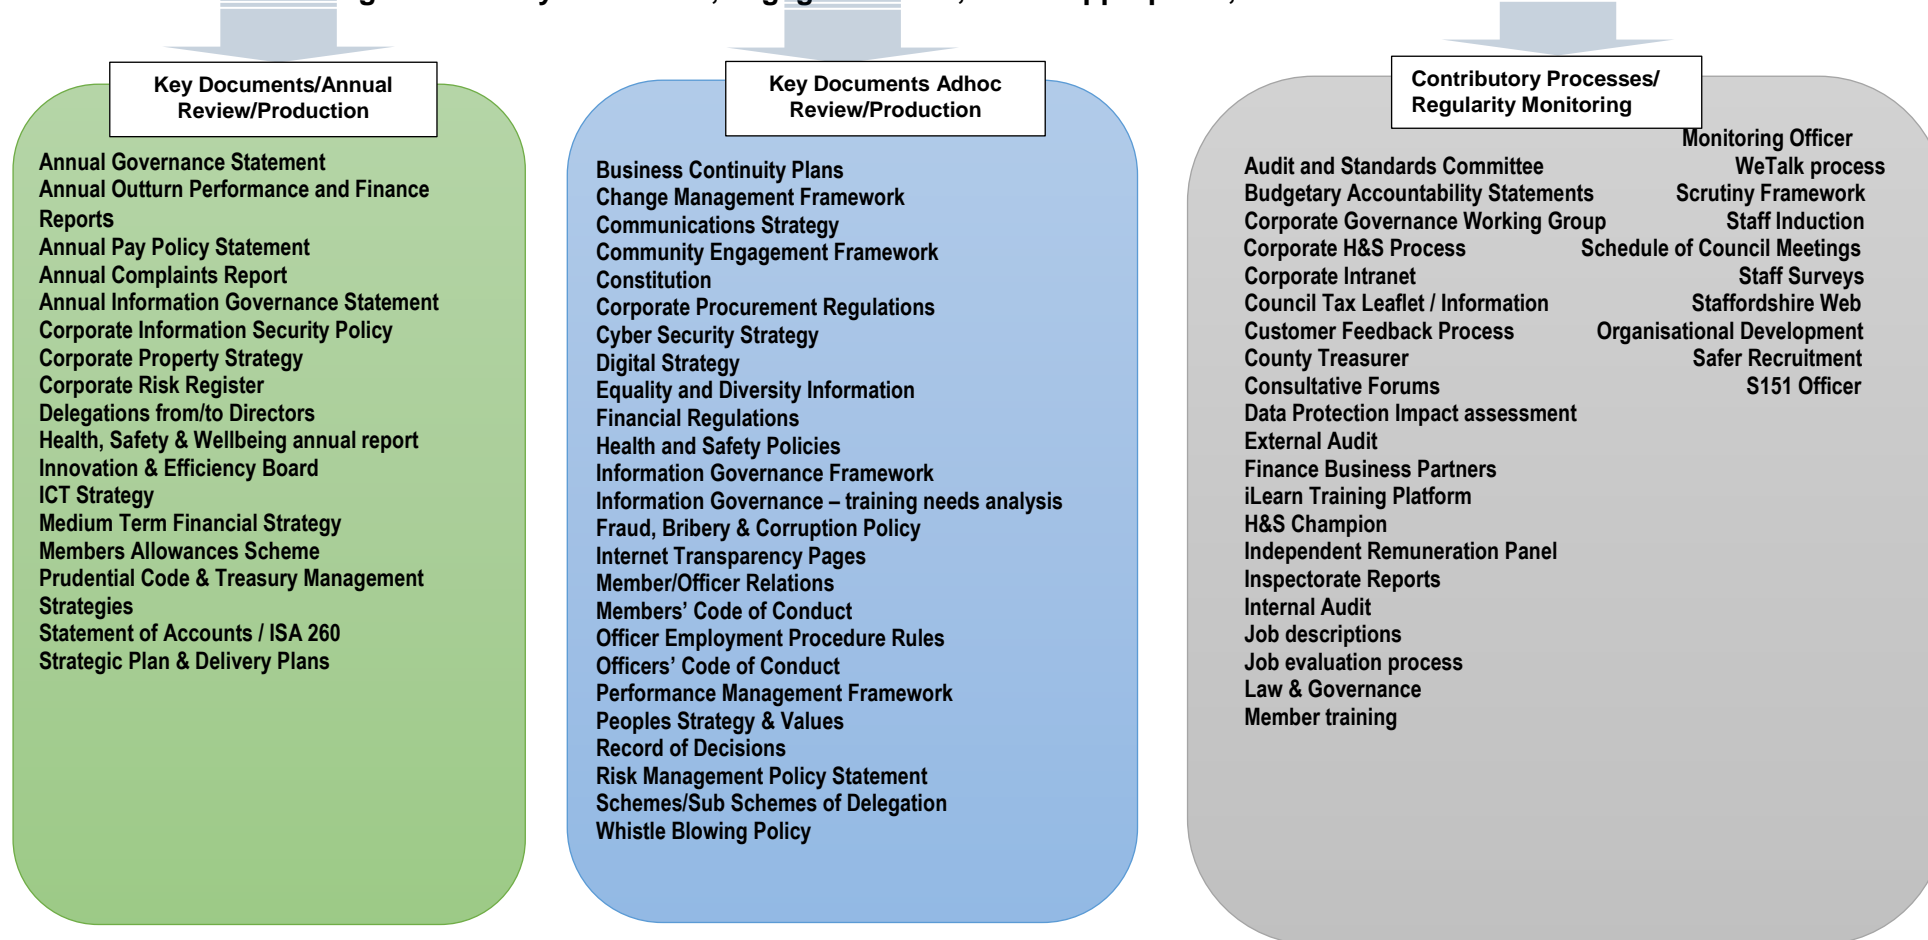 Key Documents/Annual
Review/Production
Annual Governance Statement
Annual Outturn Performance and Finance
Reports
Annual Pay Policy Statement
Annual Complaints Report
Annual Information Governance Statement
Corporate Information Security Policy
Corporate Property Strategy
Corporate Risk Register
Delegations from/to Directors
Health, Safety & Wellbeing annual report
Innovation & Efficiency Board
ICT Strategy
Medium Term Financial Strategy
Members Allowances Scheme
Prudential Code & Treasury Management
Strategies
Statement of Accounts / ISA 260
Strategic Plan & Delivery Plans
Key Documents Adhoc
Review/Production
Business Continuity Plans
Change Management Framework
Communications Strategy
Community Engagement Framework
Constitution
Corporate Procurement Regulations
Cyber Security Strategy
Digital Strategy
Equality and Diversity Information
Financial Regulations
Health and Safety Policies
Information Governance Framework
Information Governance – training needs analysis
Fraud, Bribery & Corruption Policy
Internet Transparency Pages
Member/Officer Relations
Members’ Code of Conduct
Officer Employment Procedure Rules
Officers’ Code of Conduct
Performance Management Framework
Peoples Strategy & Values
Record of Decisions
Risk Management Policy Statement
Schemes/Sub Schemes of Delegation
Whistle Blowing Policy
Contributory Processes/
Regularity Monitoring
Monitoring Officer
Audit and Standards Committee WeTalk process
Budgetary Accountability Statements Scrutiny Framework
Corporate Governance Working Group Staff Induction
Corporate H&S Process Schedule of Council Meetings
Corporate Intranet Staff Surveys
Council Tax Leaflet / Information Staffordshire Web
Customer Feedback Process Organisational Development
County Treasurer Safer Recruitment
Consultative Forums S151 Officer
Data Protection Impact assessment
External Audit
Finance Business Partners
iLearn Training Platform
H&S Champion
Independent Remuneration Panel
Inspectorate Reports
Internal Audit
Job descriptions
Job evaluation process
Law & Governance
Member training